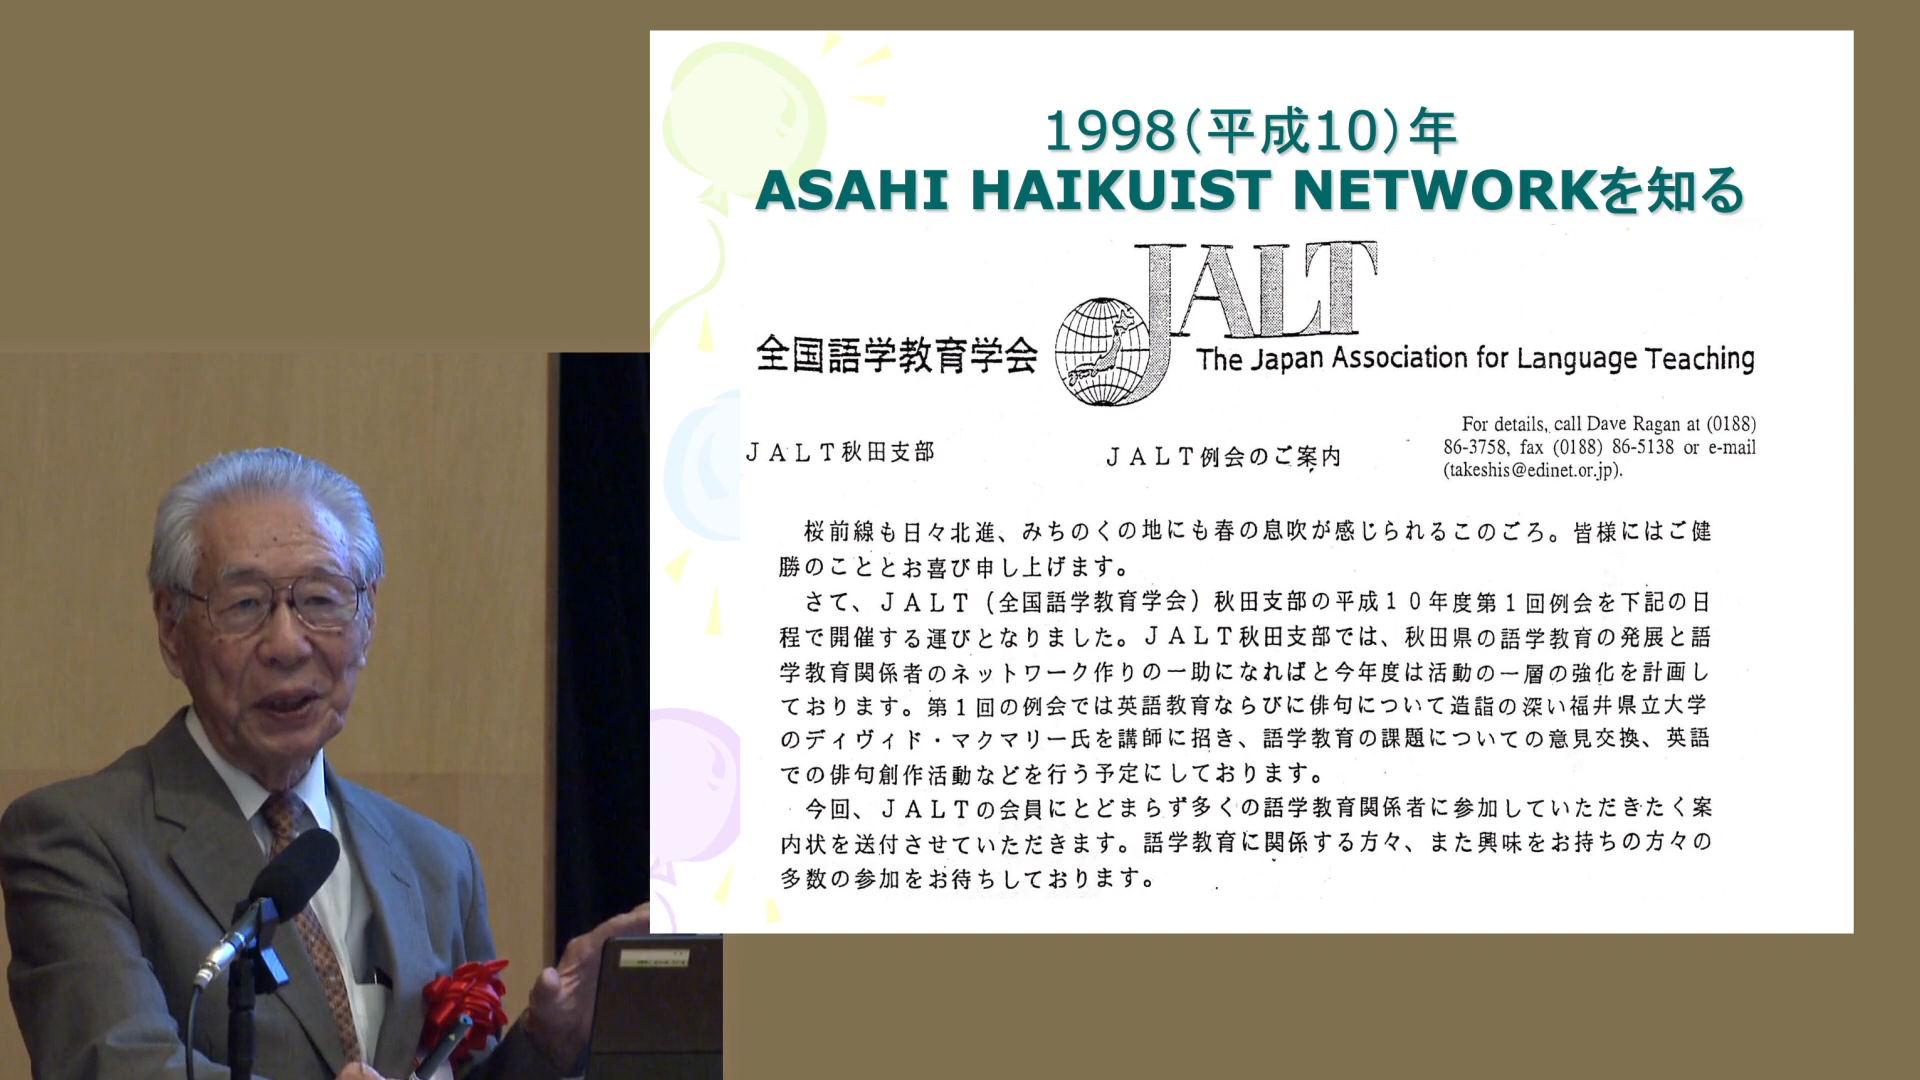 1998（平成10）年
ASAHI HAIKUIST NETWORKを知る
JALT
全国語学教育学会
The Japan Association for Language Teaching
For details, call Dave Ragan at (0188)
86-3758, fax (0188) 86-5138 or e-mail
(takeshis@edinet.or.jp).
ＪＡＬＴ秋田支部
ＪＡＬＴ例会のご案内
桜前線も日々北進、みちのくの地にも春の息吹が感じられるこのごろ。皆様にはご健
勝のこととお喜び申し上げます。
さて、ＪＡＬＴ（全国語学教育学会）秋田支部の平成１０年度第１回例会を下記の日
程で開催する運びとなりました。ＪＡＬＴ秋田支部では、秋田県の語学教育の発展と語
学教育関係者のネットワーク作りの一助になればと今年度は活動の一層の強化を計画し
ております。第１回の例会では英語教育ならびに俳句について造詣の深い福井県立大学
のデイヴィド・マクマリー氏を講師に招き、語学教育の課題についての意見交換、英語
での俳句創作活動などを行う予定にしております。
今回、ＪＡＬＴの会員にとどまらず多くの語学教育関係者に参加していただきたく案
内状を送付させていただきます。語学教育に関係する方々、また興味をお持ちの方々の
多数の参加をお待ちしております。